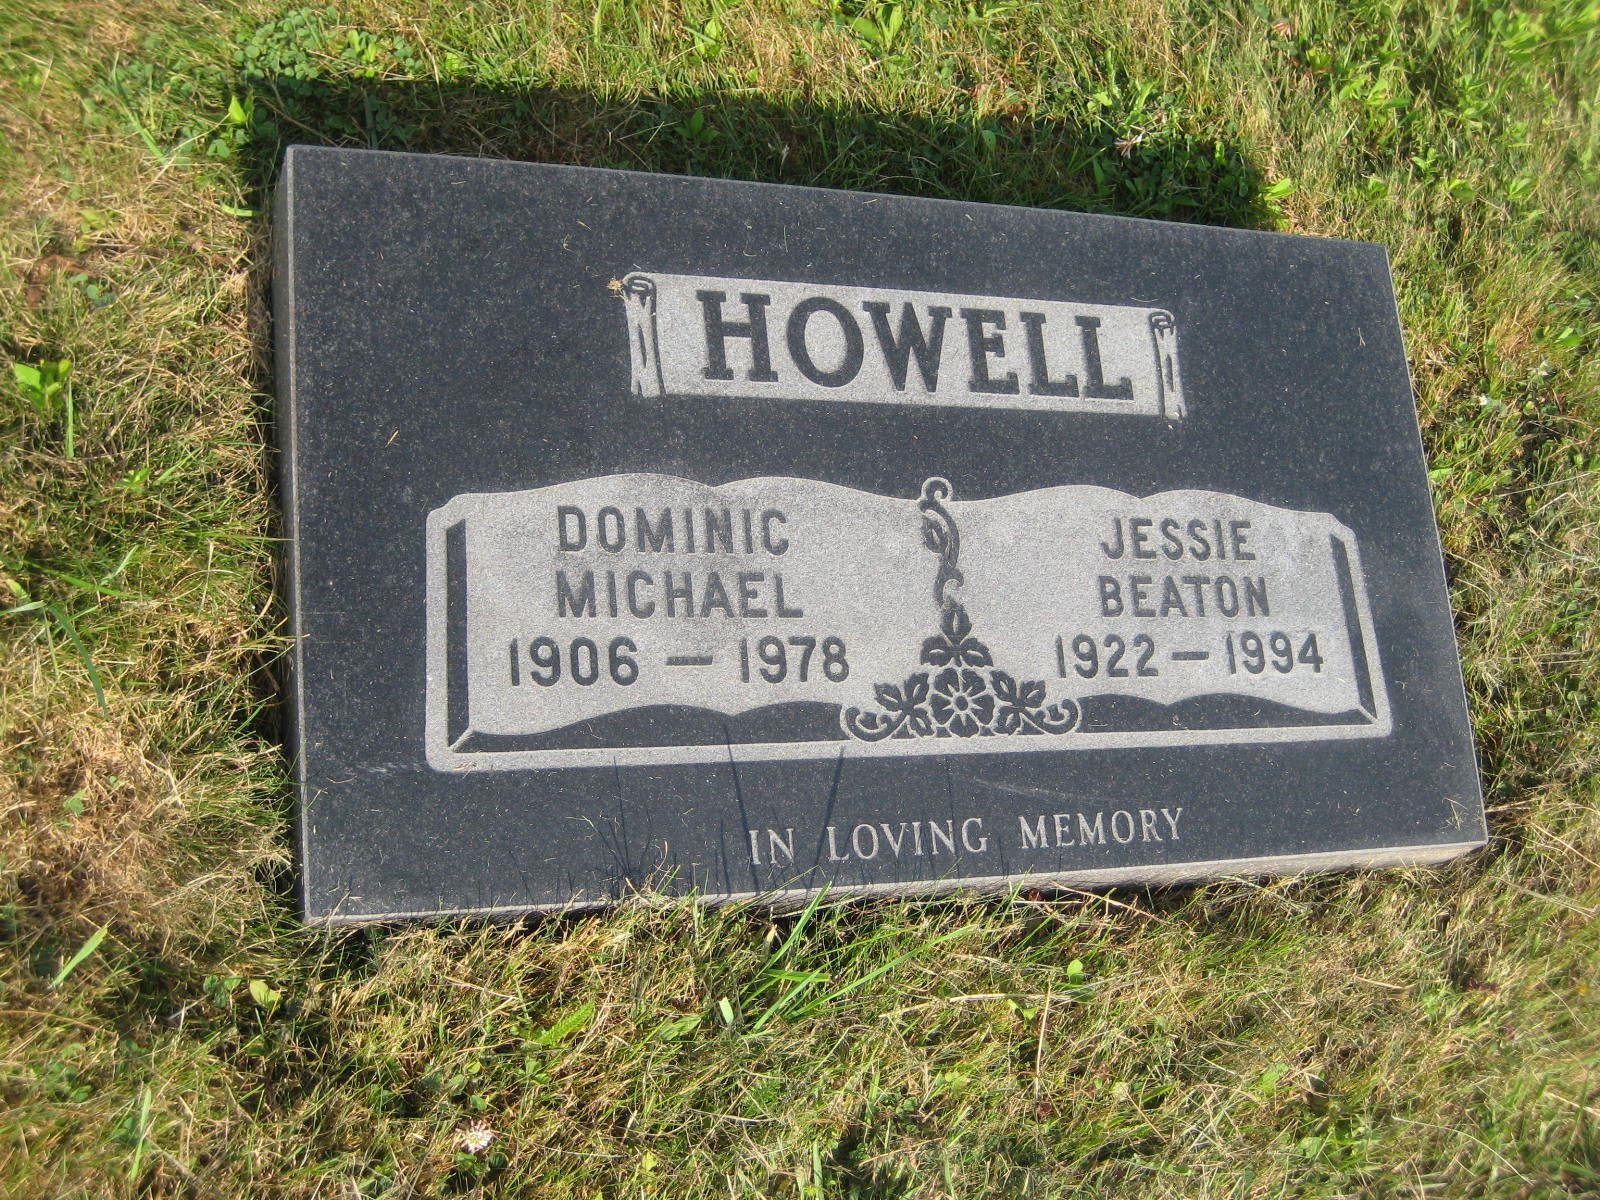 HOWELL
DOMINIC
MICHAEL
1906 — 1978
JESSIE
BEATON
1922 — 1994
IN LOVING MEMORY